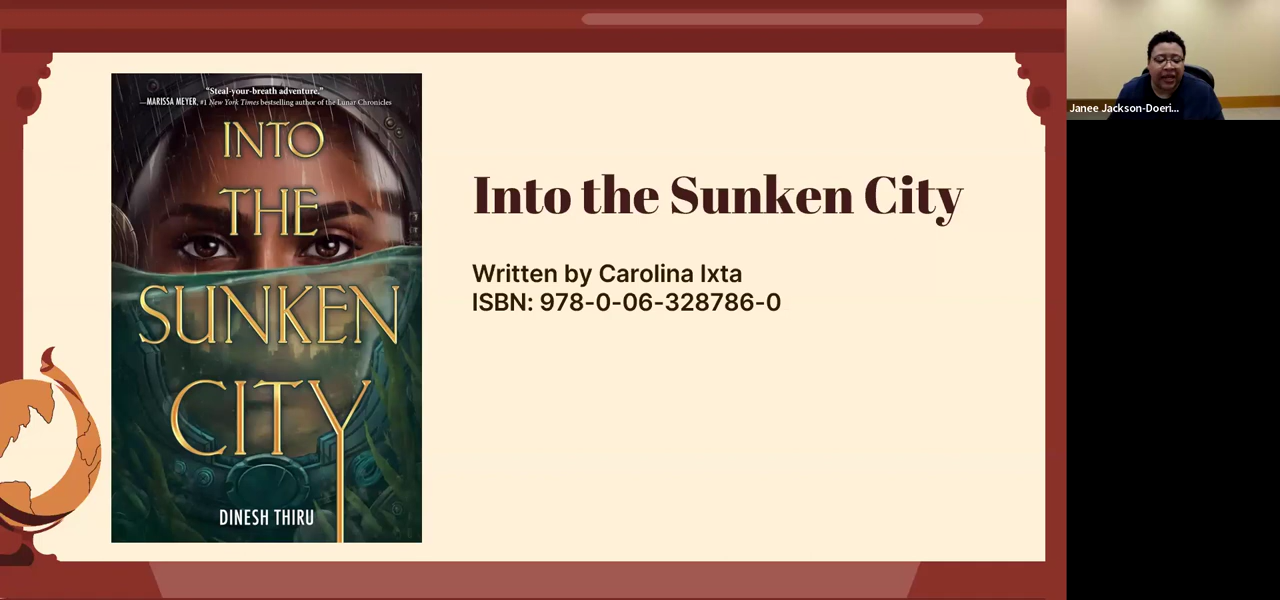 “Steal-your-breath adventure.”
—MARISSA MEYER, #1 New York Times bestselling author of the Lunar Chronicles
INTO
THE
SUNKEN
CITY
DINESH THIRU
Into the Sunken City
Written by Carolina Ixta
ISBN: 978-0-06-328786-0
Janee Jackson-Doeri...